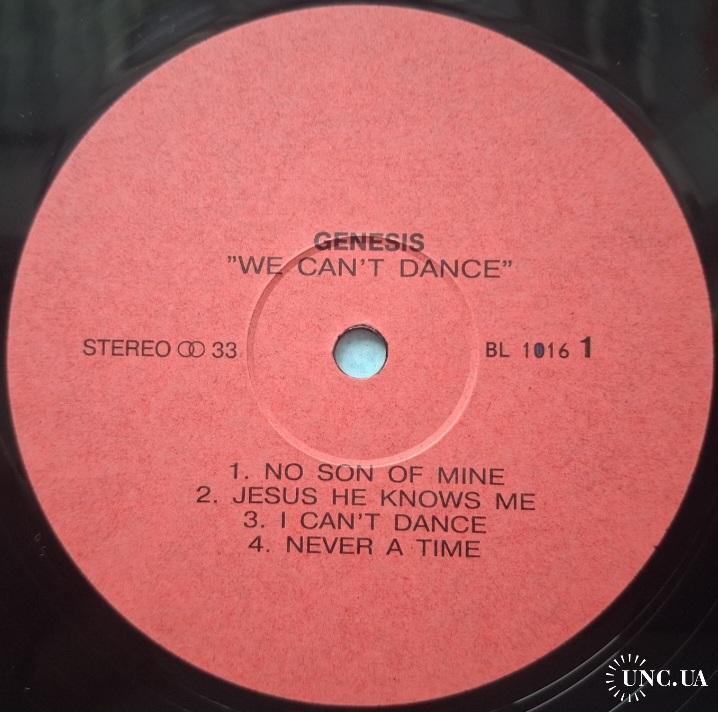 GENESIS
"WE CAN'T DANCE"
STEREO 33
BL 1016 1
1. NO SON OF MINE
2. JESUS HE KNOWS ME
3. I CAN'T DANCE
4. NEVER A TIME
UNC.UA